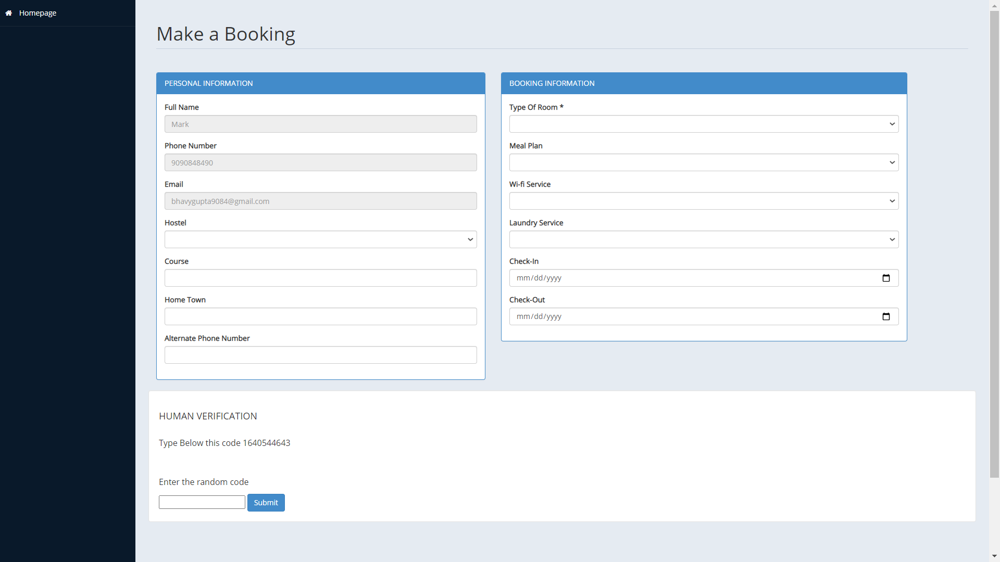 Homepage
Make a Booking
PERSONAL INFORMATION
Full Name
Mark
Phone Number
9090848490
Email
bhavygupta9084@gmail.com
Hostel
Course
Home Town
Alternate Phone Number
BOOKING INFORMATION
Type Of Room *
Meal Plan
Wi-fi Service
Laundry Service
Check-In
mm/dd/yyyy
Check-Out
mm/dd/yyyy
HUMAN VERIFICATION
Type Below this code 1640544643
Enter the random code
Submit